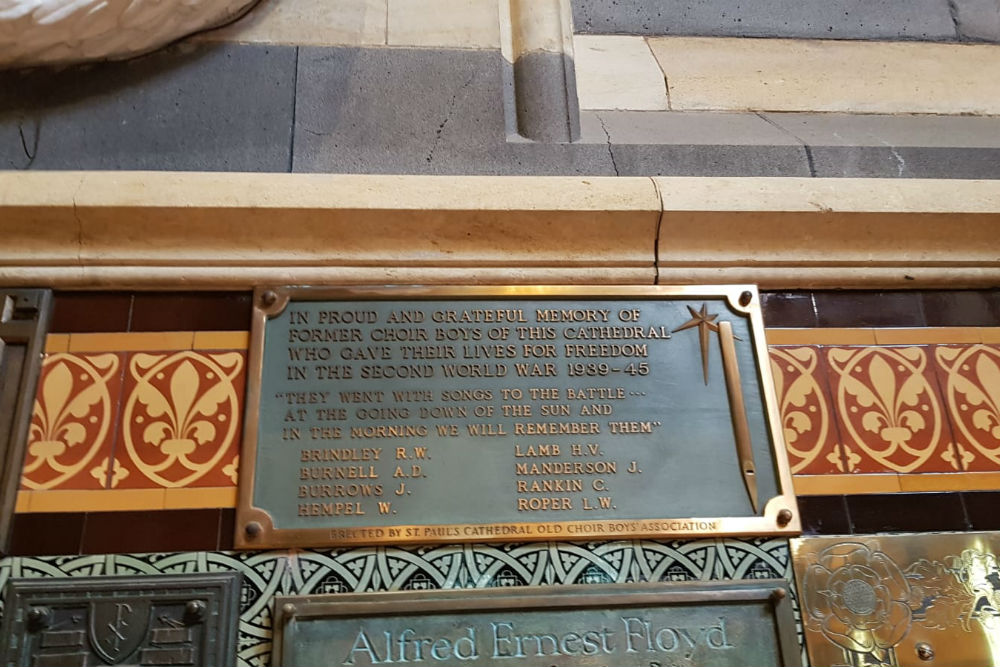 IN PROUD AND GRATEFUL MEMORY OF
FORMER CHOIR BOYS OF THIS CATHEDRAL
WHO GAVE THEIR LIVES FOR FREEDOM
IN THE SECOND WORLD WAR 1939-45
"THEY WENT WITH SONGS TO THE BATTLE...
AT THE GOING DOWN OF THE SUN AND
IN THE MORNING WE WILL REMEMBER THEM"
BRINDLEY R.W.
BURNELL A.D.
BURROWS J.
HEMPEL W.
LAMB H.V.
MANDERSON J.
RANKIN C.
ROPER L.W.
ERECTED BY ST. PAUL'S CATHEDRAL OLD CHOIR BOYS' ASSOCIATION
Alfred Ernest Floyd